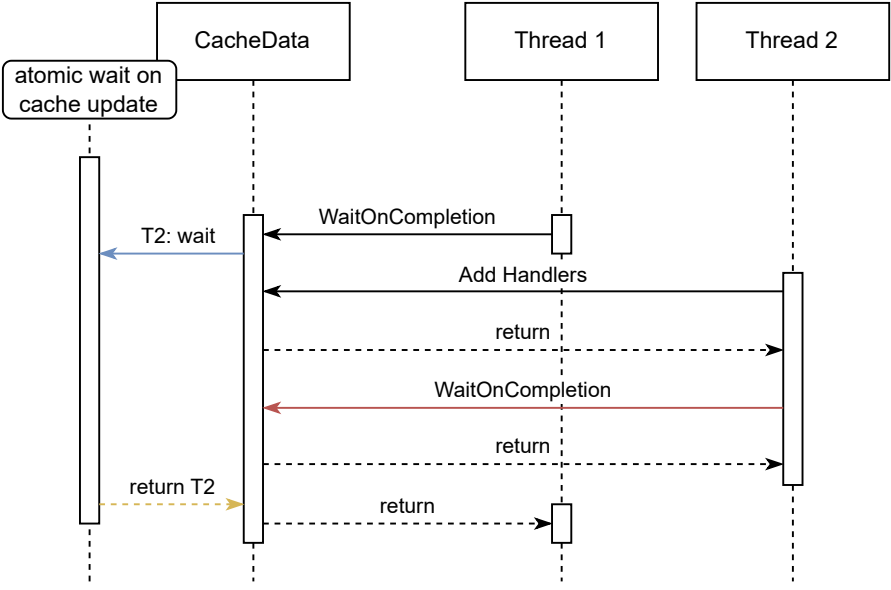 CacheData
Thread 1
Thread 2
atomic wait on
cache update
WaitOnCompletion
T2: wait
Add Handlers
return
WaitOnCompletion
return
return T2
return